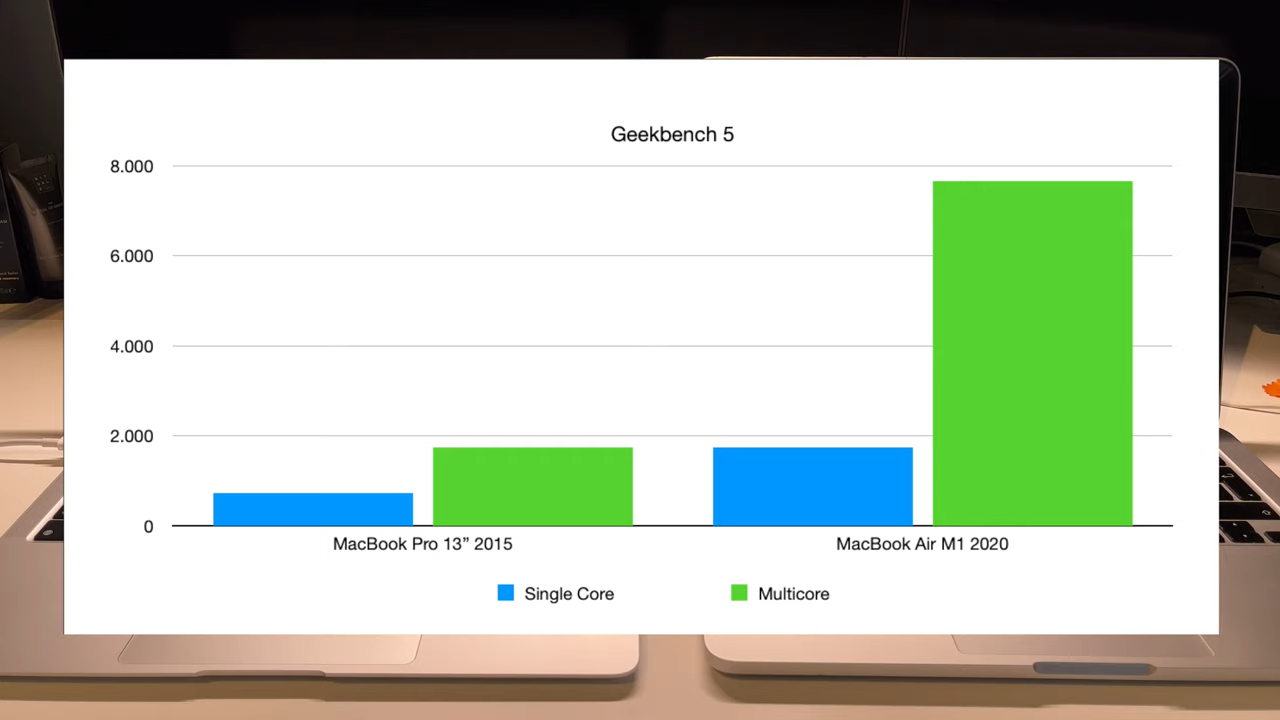 Geekbench 5
8.000
6.000
4.000
2.000
0
MacBook Pro 13” 2015
MacBook Air M1 2020
Single Core
Multicore